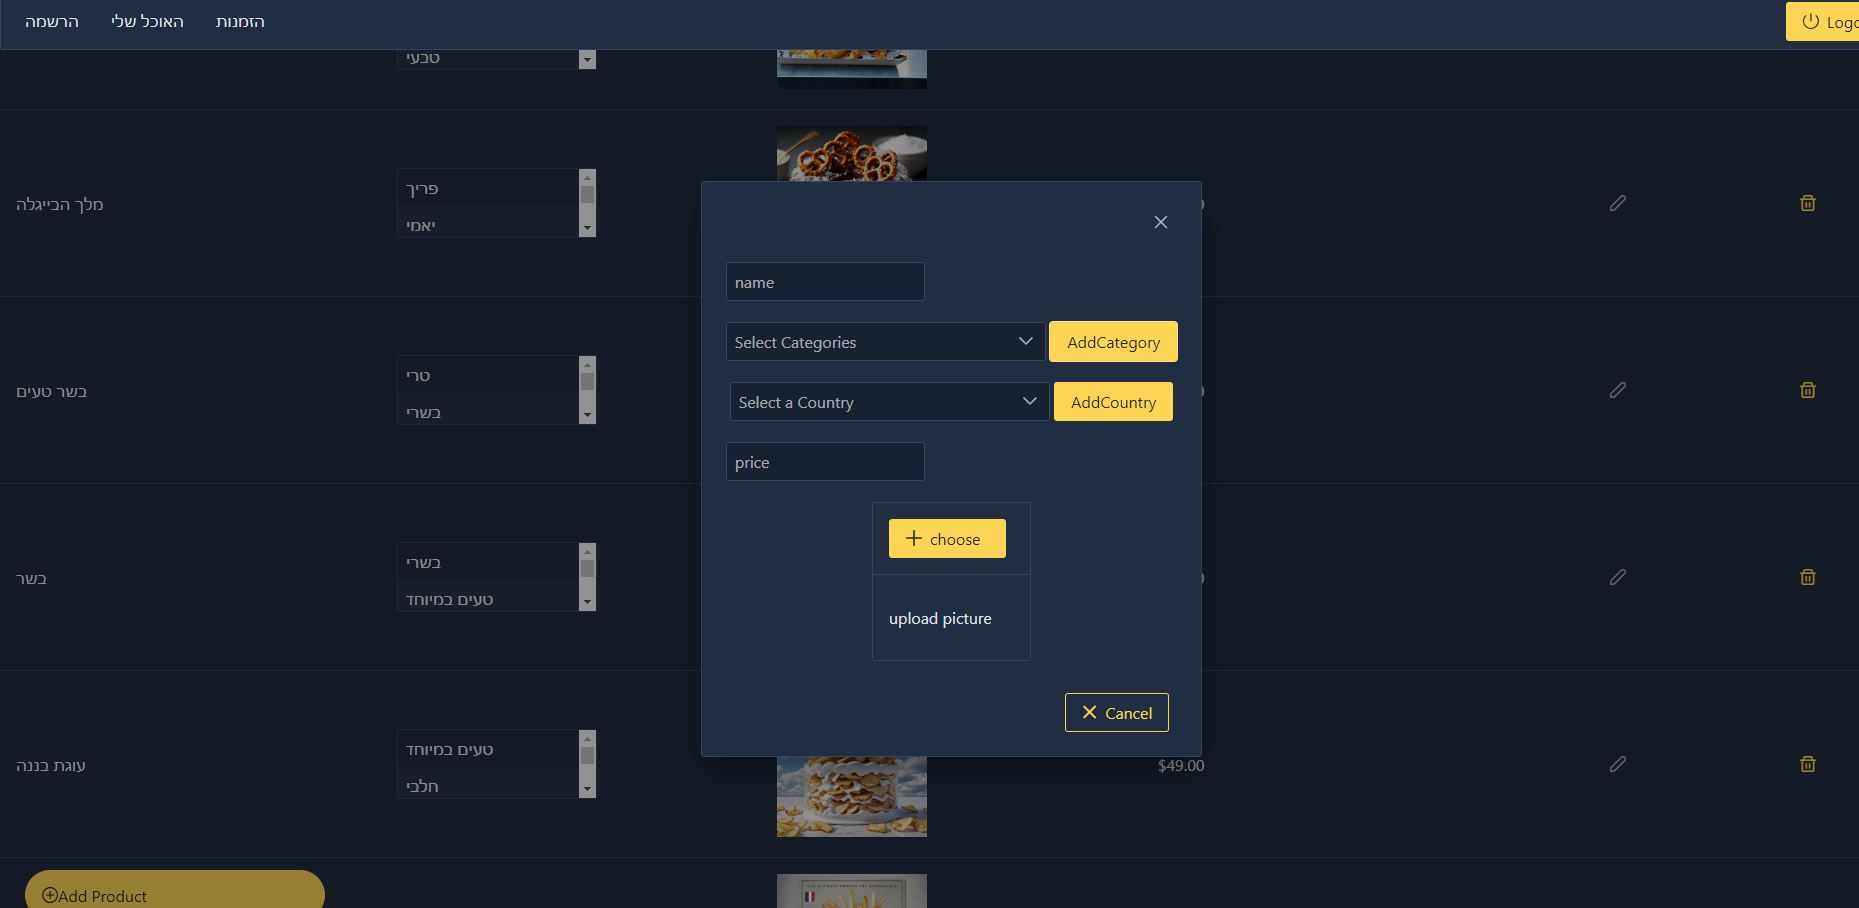 הרשמה
האוכל שלי
הזמנות
Logo
טבעי
מלך הבייגלה
פריך
יאמי
name
Select Categories
AddCategory
בשר טעים
טרי
בשרי
Select a Country
AddCountry
price
choose
upload picture
בשר
בשרי
טעים במיוחד
Cancel
עוגת בננה
טעים במיוחד
חלבי
$49.00
Add Product